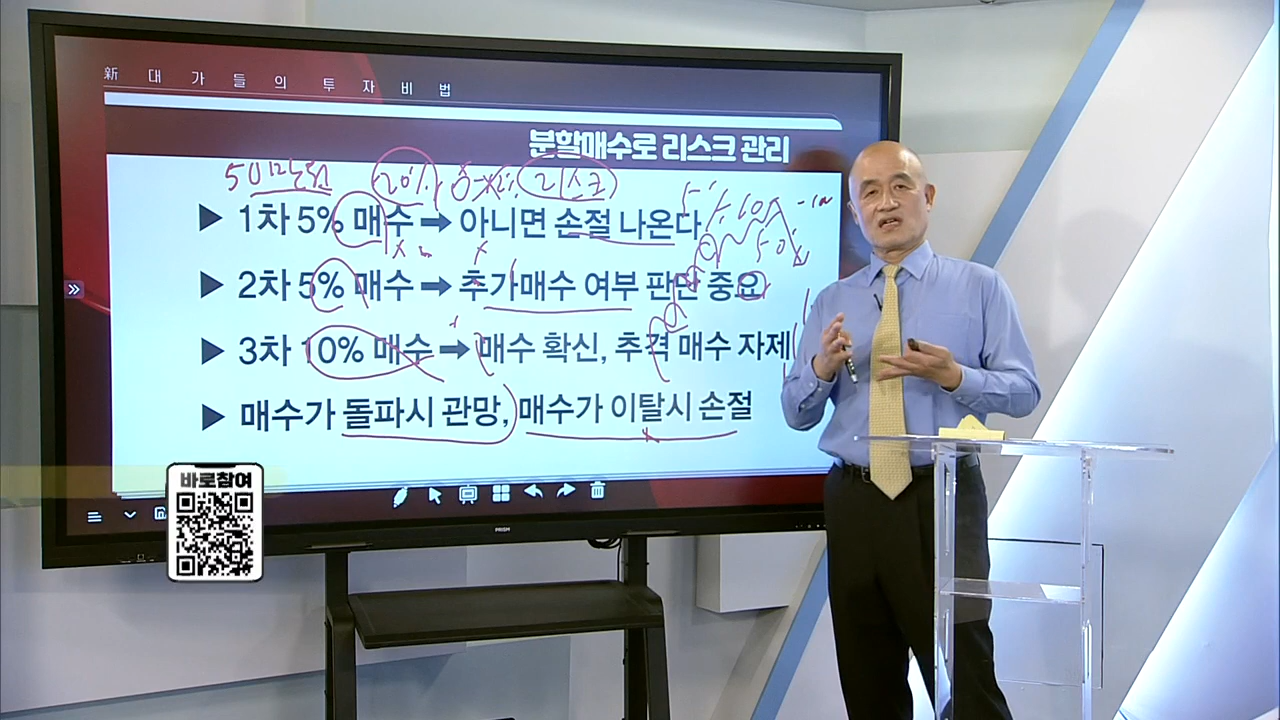 新 대가들의 투자비법
분할매수로 리스크 관리
20% 리스크
▶ 1차 5% 매수 ➡ 아니면 손절 나온다
▶ 2차 5% 매수 ➡ 추가매수 여부 판단 중요
▶ 3차 10% 매수 ➡ 매수 확신, 추격 매수 자제
▶ 매수가 돌파시 관망, 매수가 이탈시 손절
바로참여
PRISM